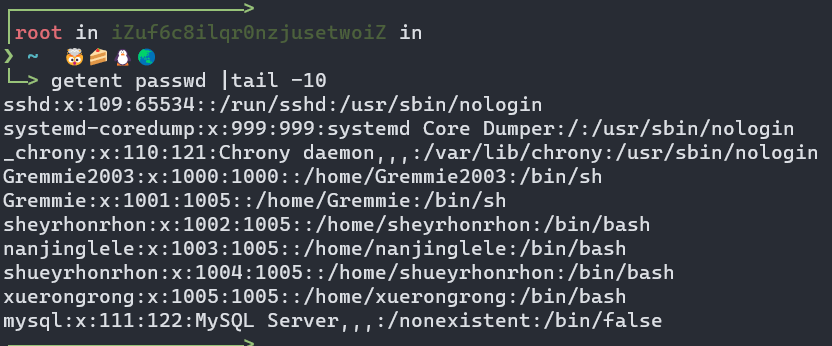 root in iZuf6c8ilqr0nzjusetwoiZ in
❯ ~ 🤯🍰🐧🌏
└─> getent passwd |tail -10
sshd:x:109:65534::/run/sshd:/usr/sbin/nologin
systemd-coredump:x:999:999:systemd Core Dumper:/:/usr/sbin/nologin
_chrony:x:110:121:Chrony daemon,,,:/var/lib/chrony:/usr/sbin/nologin
Gremmie2003:x:1000:1000::/home/Gremmie2003:/bin/sh
Gremmie:x:1001:1005::/home/Gremmie:/bin/sh
sheyrhonrhon:x:1002:1005::/home/sheyrhonrhon:/bin/bash
nanjinglele:x:1003:1005::/home/nanjinglele:/bin/bash
shueyrhonrhon:x:1004:1005::/home/shueyrhonrhon:/bin/bash
xuerongrong:x:1005:1005::/home/xuerongrong:/bin/bash
mysql:x:111:122:MySQL Server,,,:/nonexistent:/bin/false